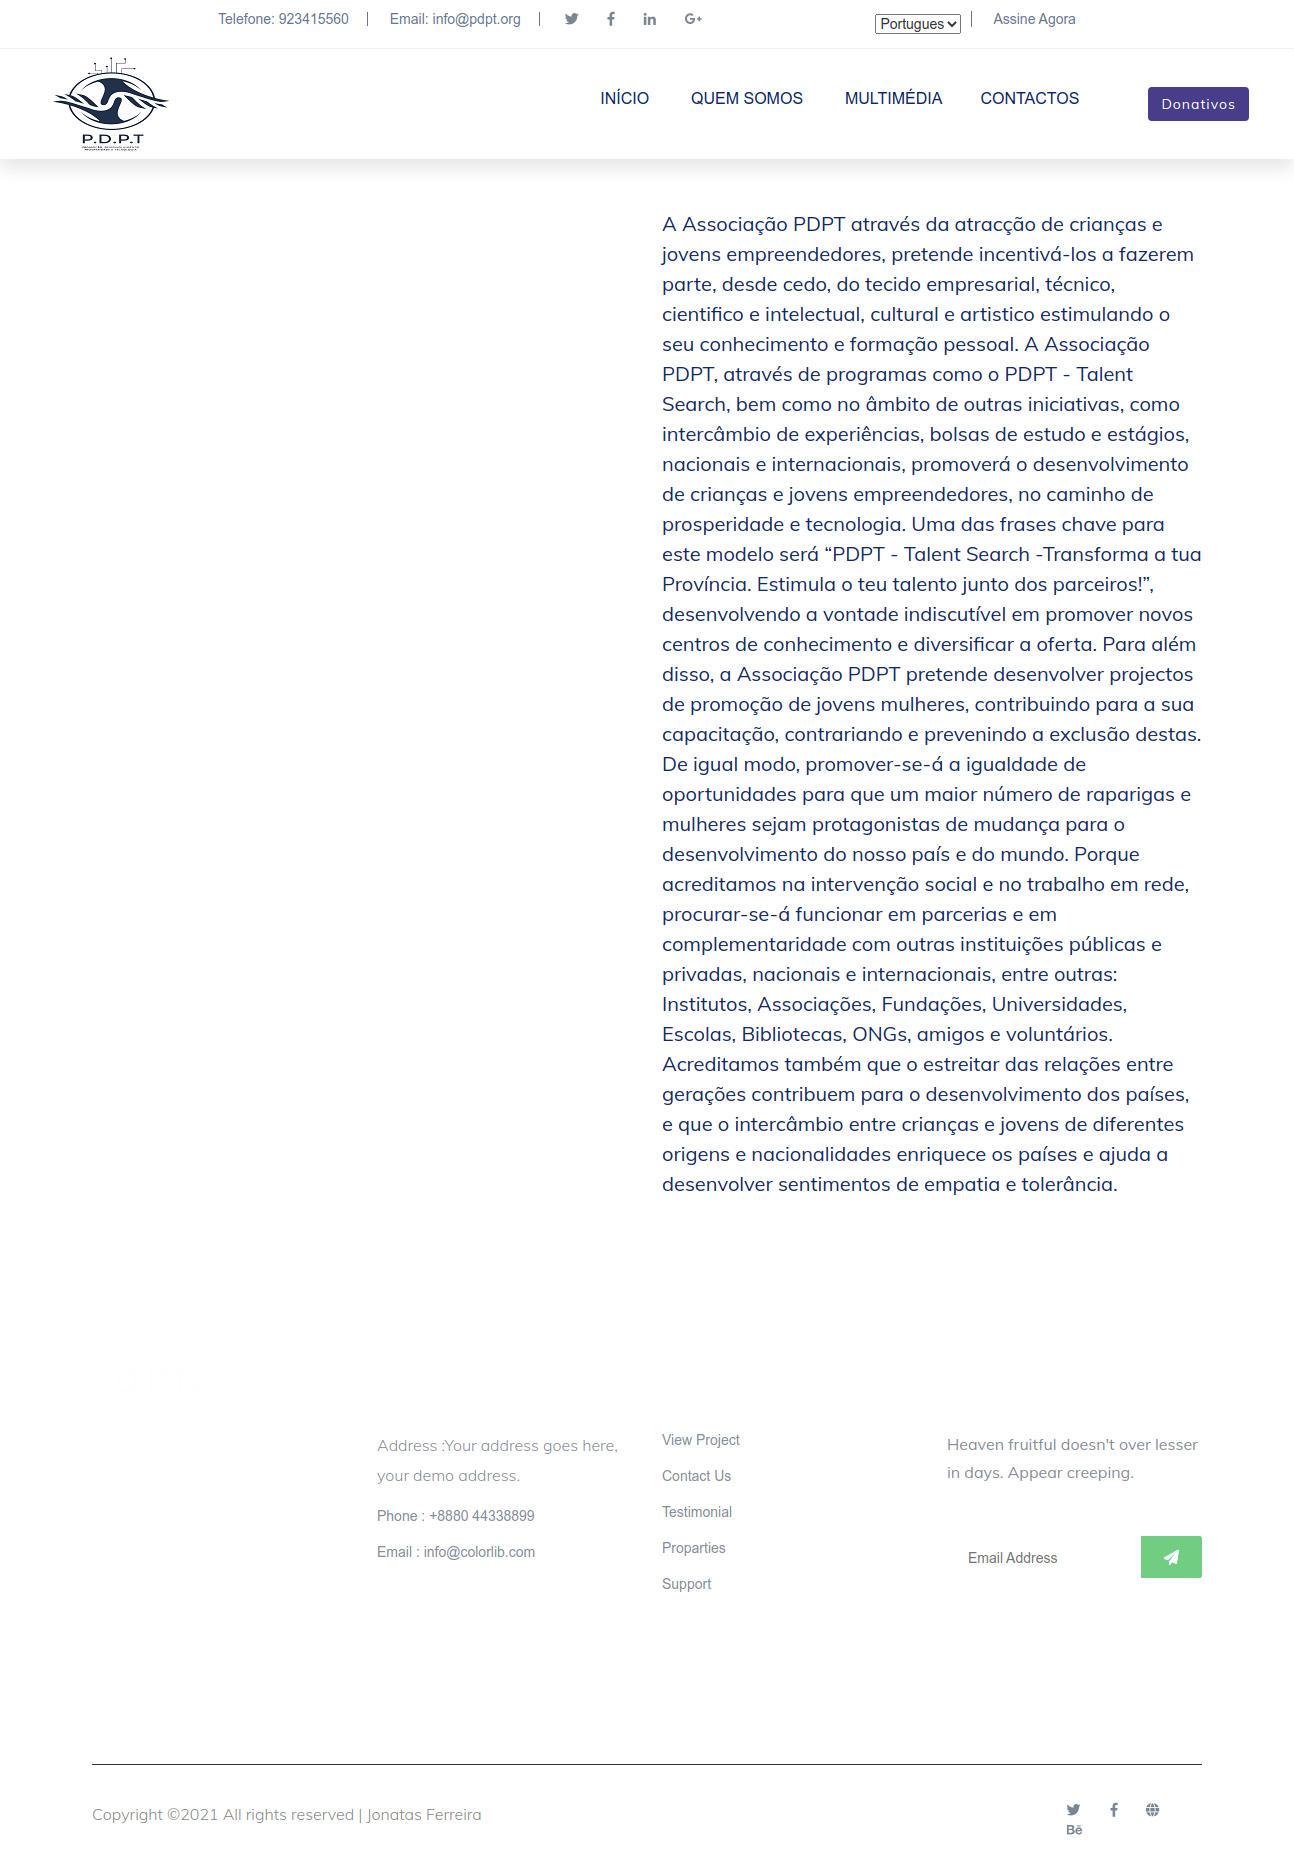 Telefone: 923415560 | Email: info@pdpt.org | Portugues | Assine Agora
P.D.P.T
INÍCIO QUEM SOMOS MULTIMÉDIA CONTACTOS Donativos
A Associação PDPT através da atracção de crianças e
jovens empreendedores, pretende incentivá-los a fazerem
parte, desde cedo, do tecido empresarial, técnico,
cientifico e intelectual, cultural e artistico estimulando o
seu conhecimento e formação pessoal. A Associação
PDPT, através de programas como o PDPT - Talent
Search, bem como no âmbito de outras iniciativas, como
intercâmbio de experiências, bolsas de estudo e estágios,
nacionais e internacionais, promoverá o desenvolvimento
de crianças e jovens empreendedores, no caminho de
prosperidade e tecnologia. Uma das frases chave para
este modelo será “PDPT - Talent Search -Transforma a tua
Província. Estimula o teu talento junto dos parceiros!”,
desenvolvendo a vontade indiscutível em promover novos
centros de conhecimento e diversificar a oferta. Para além
disso, a Associação PDPT pretende desenvolver projectos
de promoção de jovens mulheres, contribuindo para a sua
capacitação, contrariando e prevenindo a exclusão destas.
De igual modo, promover-se-á a igualdade de
oportunidades para que um maior número de raparigas e
mulheres sejam protagonistas de mudança para o
desenvolvimento do nosso país e do mundo. Porque
acreditamos na intervenção social e no trabalho em rede,
procurar-se-á funcionar em parcerias e em
complementaridade com outras instituições públicas e
privadas, nacionais e internacionais, entre outras:
Institutos, Associações, Fundações, Universidades,
Escolas, Bibliotecas, ONGs, amigos e voluntários.
Acreditamos também que o estreitar das relações entre
gerações contribuem para o desenvolvimento dos países,
e que o intercâmbio entre crianças e jovens de diferentes
origens e nacionalidades enriquece os países e ajuda a
desenvolver sentimentos de empatia e tolerância.
Address :Your address goes here,
your demo address.
Phone : +8880 44338899
Email : info@colorlib.com
View Project
Contact Us
Testimonial
Proparties
Support
Heaven fruitful doesn't over lesser
in days. Appear creeping.
Email Address
Copyright ©2021 All rights reserved | Jonatas Ferreira